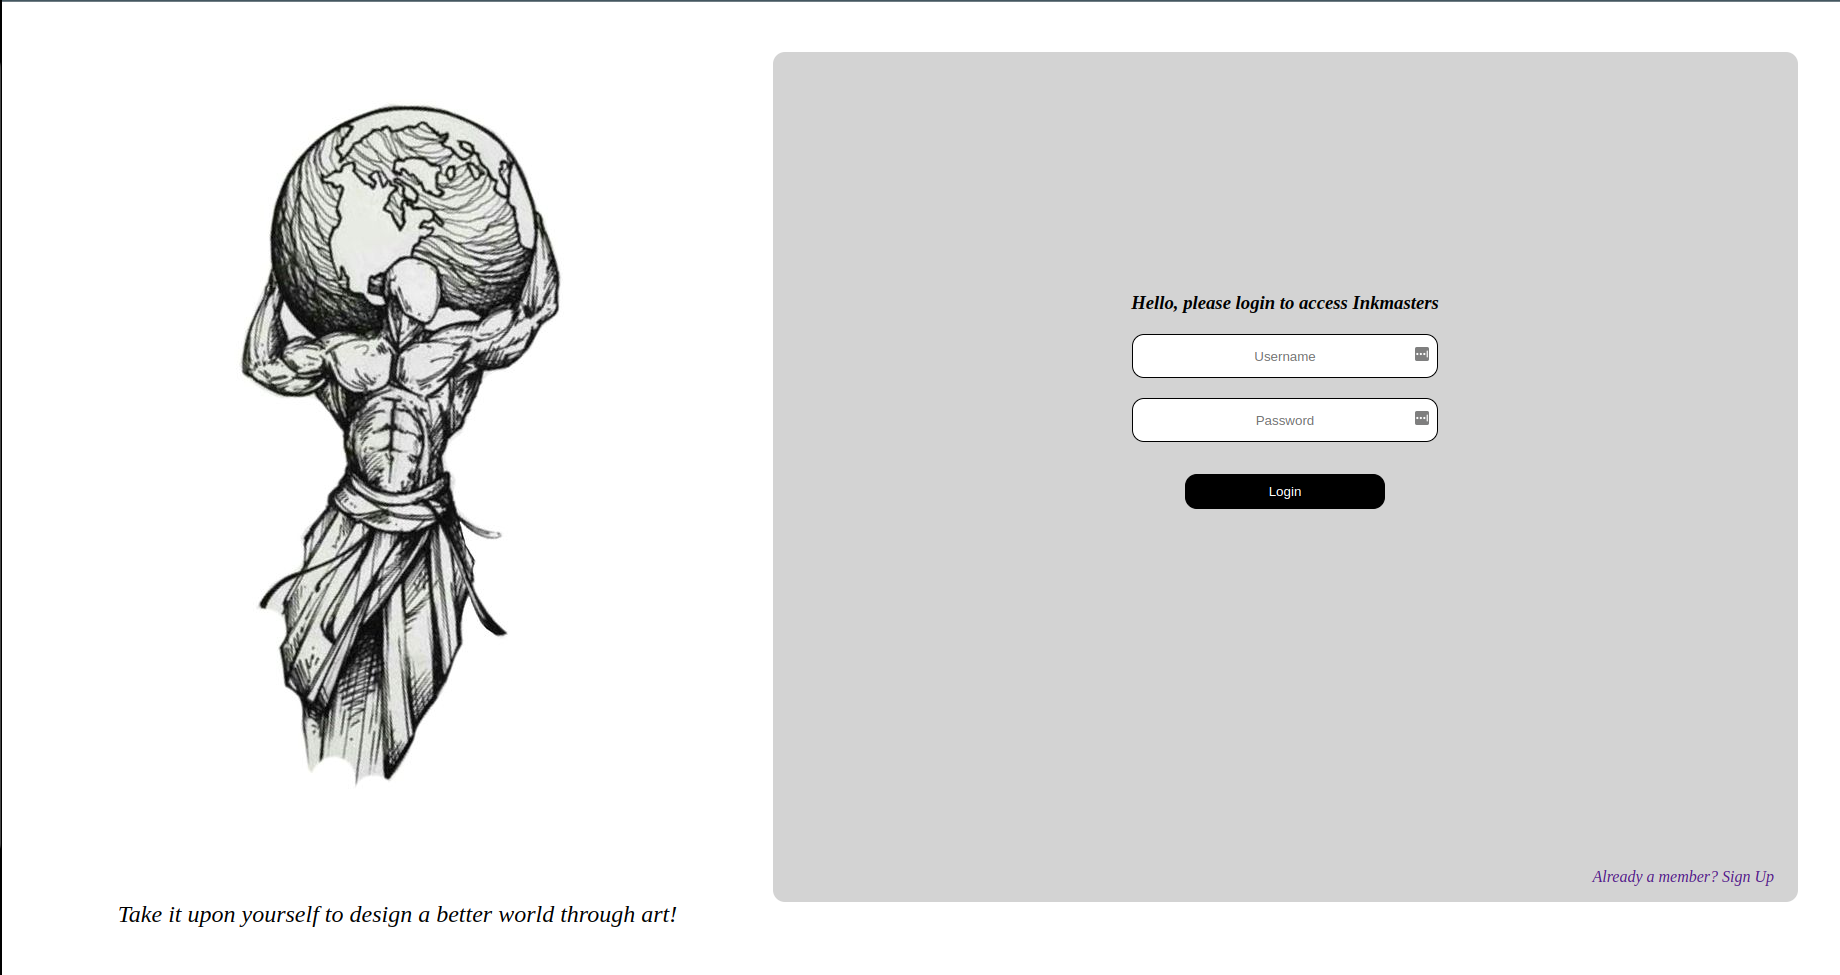 Hello, please login to access Inkmasters
Username
Password
Login
Already a member? Sign Up
Take it upon yourself to design a better world through art!